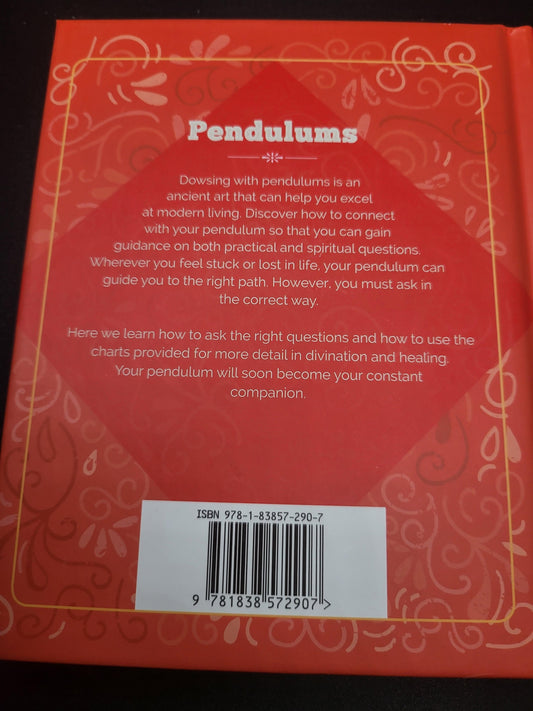 Pendulums
Dowsing with pendulums is an
ancient art that can help you excel
at modern living. Discover how to connect
with your pendulum so that you can gain
guidance on both practical and spiritual questions.
Wherever you feel stuck or lost in life, your pendulum can
guide you to the right path. However, you must ask in
the correct way.
Here we learn how to ask the right questions and how to use the
charts provided for more detail in divination and healing.
Your pendulum will soon become your constant
companion.
ISBN 978-1-83857-290-7
9 781838 572907 >